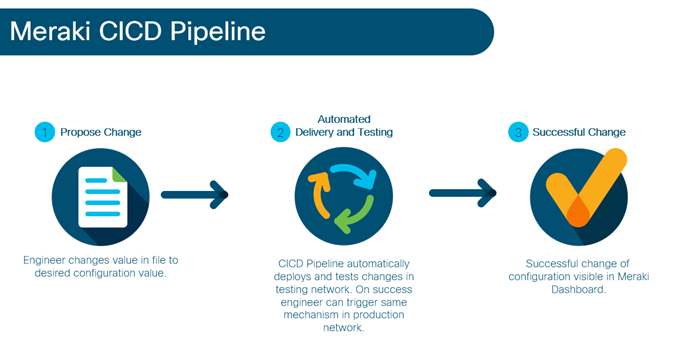 Meraki CICD Pipeline
1 Propose Change
Engineer changes value in file to
desired configuration value.
2 Automated
Delivery and Testing
CICD Pipeline automatically
deploys and tests changes in
testing network. On success
engineer can trigger same
mechanism in production
network.
3 Successful Change
Successful change of
configuration visible in Meraki
Dashboard.